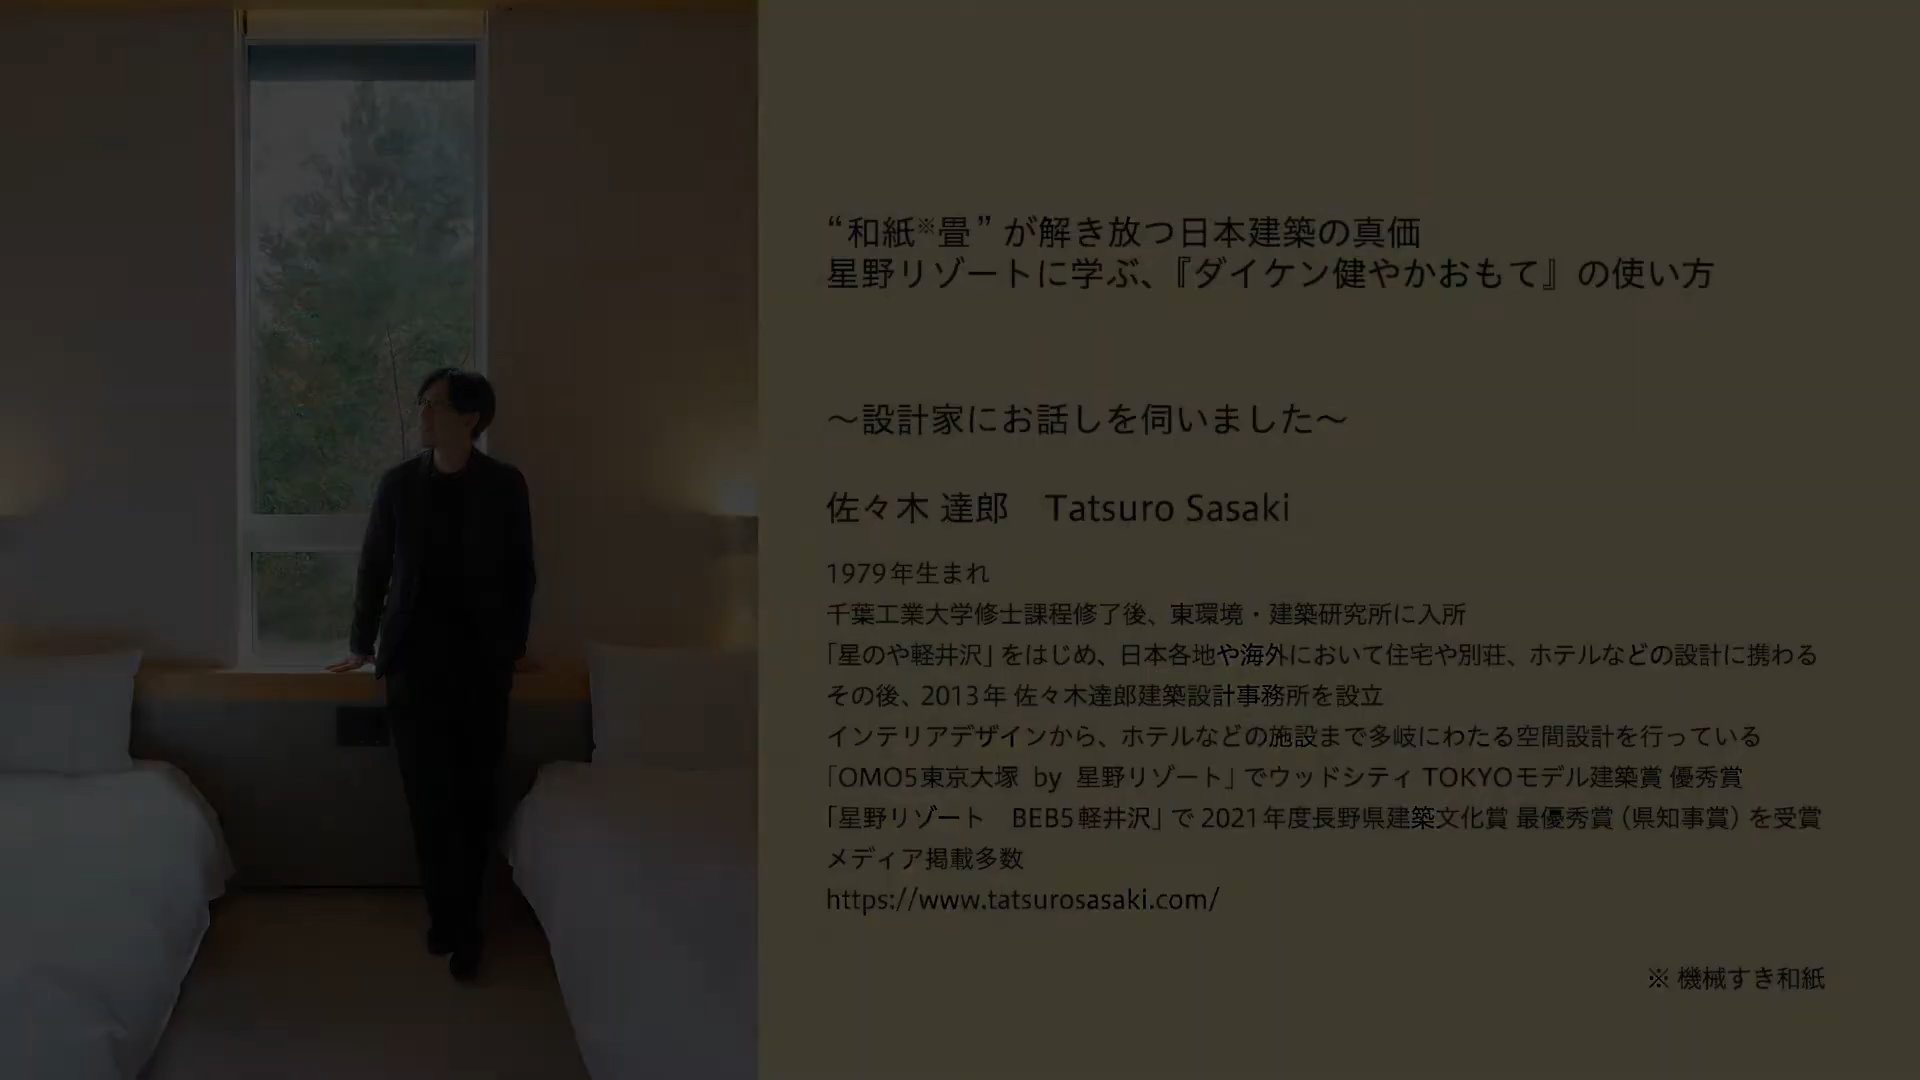 “和紙※畳”が解き放つ日本建築の真価
星野リゾートに学ぶ、『ダイケン健やかおもて』の使い方
〜設計家にお話しを伺いました〜
佐々木 達郎　Tatsuro Sasaki
1979年生まれ
千葉工業大学修士課程修了後、東環境・建築研究所に入所
「星のや軽井沢」をはじめ、日本各地や海外において住宅や別荘、ホテルなどの設計に携わる
その後、2013年 佐々木達郎建築設計事務所を設立
インテリアデザインから、ホテルなどの施設まで多岐にわたる空間設計を行っている
「OMO5東京大塚 by 星野リゾート」でウッドシティ TOKYOモデル建築賞 優秀賞
「星野リゾート　BEB5軽井沢」で2021年度長野県建築文化賞 最優秀賞（県知事賞）を受賞
メディア掲載多数
https://www.tatsurosasaki.com/
※ 機械すき和紙